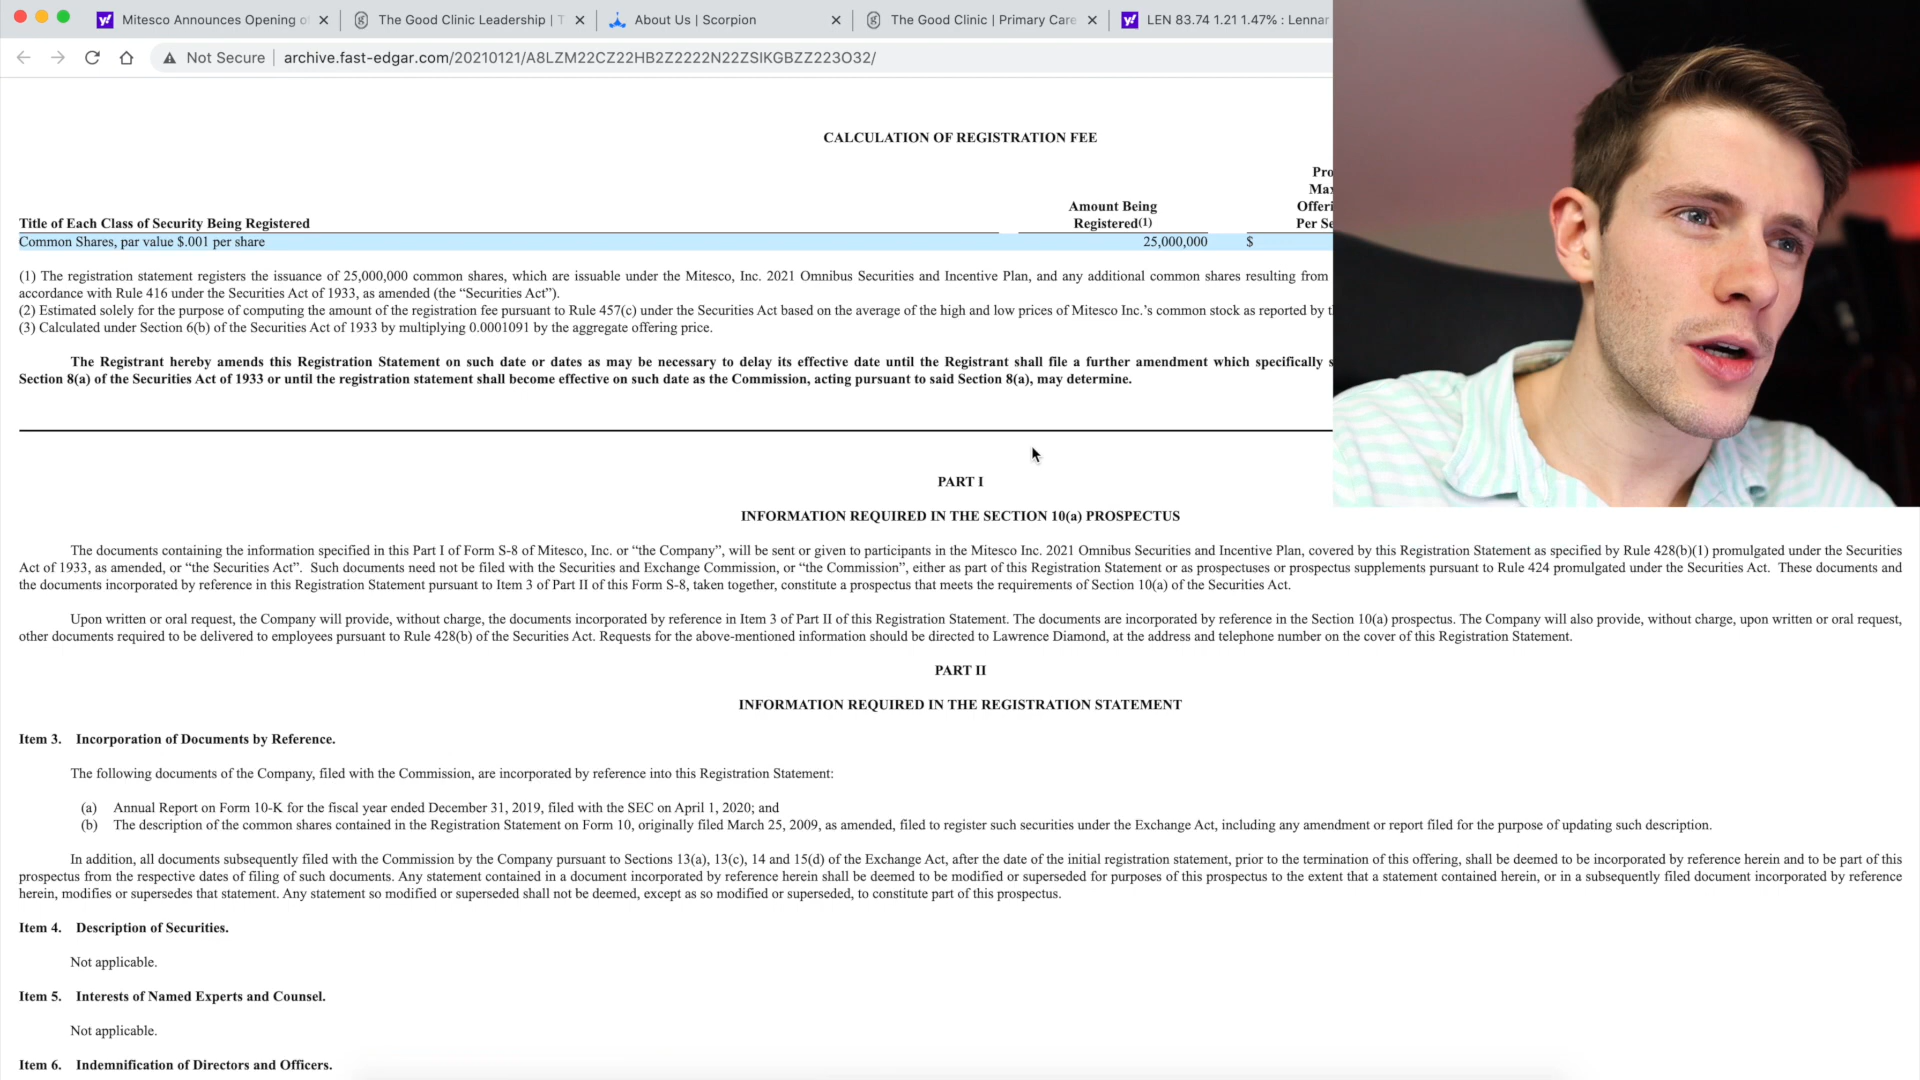 Mitesco Announces Opening o
The Good Clinic Leadership | T
About Us | Scorpion
The Good Clinic | Primary Care
LEN 83.74 1.21 1.47% : Lennar
Not Secure
archive.fast-edgar.com/20210121/A8LZM22CZ22HB2Z2222N22ZSIKGBZZ223O32/
CALCULATION OF REGISTRATION FEE
Pro
Max
Amount Being Offeri
Title of Each Class of Security Being Registered Registered(1) Per Se
Common Shares, par value $.001 per share 25,000,000 $
(1) The registration statement registers the issuance of 25,000,000 common shares, which are issuable under the Mitesco, Inc. 2021 Omnibus Securities and Incentive Plan, and any additional common shares resulting from
accordance with Rule 416 under the Securities Act of 1933, as amended (the “Securities Act”).
(2) Estimated solely for the purpose of computing the amount of the registration fee pursuant to Rule 457(c) under the Securities Act based on the average of the high and low prices of Mitesco Inc.’s common stock as reported by
(3) Calculated under Section 6(b) of the Securities Act of 1933 by multiplying 0.0001091 by the aggregate offering price.
The Registrant hereby amends this Registration Statement on such date or dates as may be necessary to delay its effective date until the Registrant shall file a further amendment which specifically s
Section 8(a) of the Securities Act of 1933 or until the registration statement shall become effective on such date as the Commission, acting pursuant to said Section 8(a), may determine.
PART I
INFORMATION REQUIRED IN THE SECTION 10(a) PROSPECTUS
The documents containing the information specified in this Part I of Form S-8 of Mitesco, Inc. or “the Company”, will be sent or given to participants in the Mitesco Inc. 2021 Omnibus Securities and Incentive Plan, covered by this Registration Statement as specified by Rule 428(b)(1) promulgated under the Securities
Act of 1933, as amended, or “the Securities Act”. Such documents need not be filed with the Securities and Exchange Commission, or “the Commission”, either as part of this Registration Statement or as prospectuses or prospectus supplements pursuant to Rule 424 promulgated under the Securities Act. These documents and
the documents incorporated by reference in this Registration Statement pursuant to Item 3 of Part II of this Form S-8, taken together, constitute a prospectus that meets the requirements of Section 10(a) of the Securities Act.
Upon written or oral request, the Company will provide, without charge, the documents incorporated by reference in Item 3 of Part II of this Registration Statement. The documents are incorporated by reference in the Section 10(a) prospectus. The Company will also provide, without charge, upon written or oral request,
other documents required to be delivered to employees pursuant to Rule 428(b) of the Securities Act. Requests for the above-mentioned information should be directed to Lawrence Diamond, at the address and telephone number on the cover of this Registration Statement.
PART II
INFORMATION REQUIRED IN THE REGISTRATION STATEMENT
Item 3. Incorporation of Documents by Reference.
The following documents of the Company, filed with the Commission, are incorporated by reference into this Registration Statement:
(a) Annual Report on Form 10-K for the fiscal year ended December 31, 2019, filed with the SEC on April 1, 2020; and
(b) The description of the common shares contained in the Registration Statement on Form 10, originally filed March 25, 2009, as amended, filed to register such securities under the Exchange Act, including any amendment or report filed for the purpose of updating such description.
In addition, all documents subsequently filed with the Commission by the Company pursuant to Sections 13(a), 13(c), 14 and 15(d) of the Exchange Act, after the date of the initial registration statement, prior to the termination of this offering, shall be deemed to be incorporated by reference herein and to be part of this
prospectus from the respective dates of filing of such documents. Any statement contained in a document incorporated by reference herein shall be deemed to be modified or superseded for purposes of this prospectus to the extent that a statement contained herein, or in a subsequently filed document incorporated by reference
herein, modifies or supersedes that statement. Any statement so modified or superseded shall not be deemed, except as so modified or superseded, to constitute part of this prospectus.
Item 4. Description of Securities.
Not applicable.
Item 5. Interests of Named Experts and Counsel.
Not applicable.
Item 6. Indemnification of Directors and Officers.